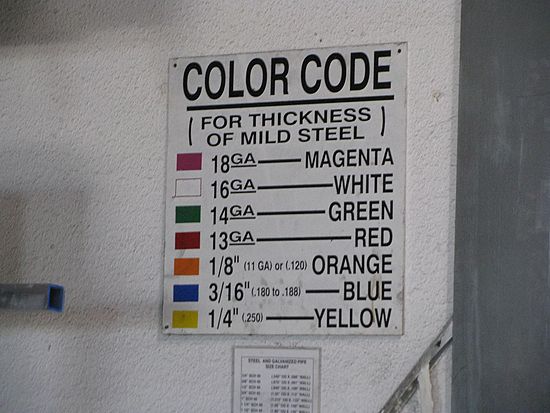 COLOR CODE
(FOR THICKNESS
OF MILD STEEL)
18GA — MAGENTA
16GA — WHITE
14GA — GREEN
13GA — RED
1/8" (11 GA) or (.120) ORANGE
3/16" (.180 to .188) — BLUE
1/4" (.250) — YELLOW
STEEL AND GALVANIZED PIPE
SIZE CHART